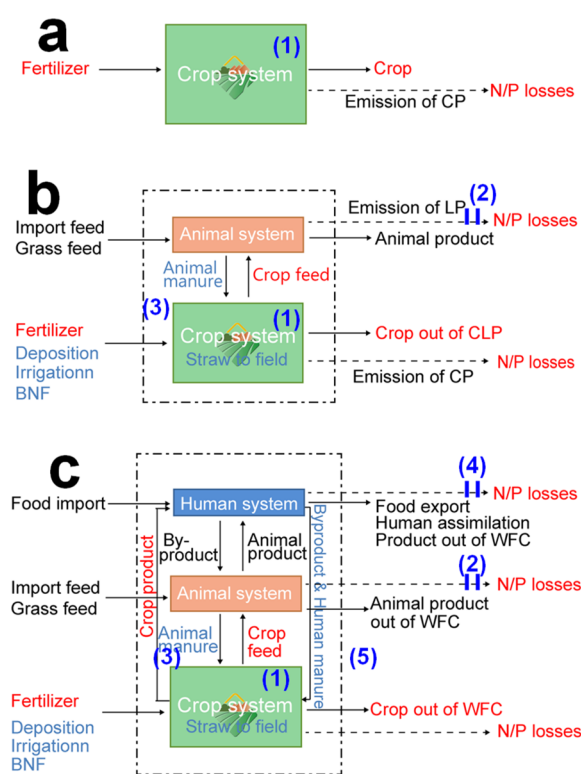 a
(1)
Fertilizer
Crop system
Crop
N/P losses
Emission of CP
b
(2)
Emission of LP
N/P losses
Import feed
Grass feed
Animal system
Animal product
Animal
manure
Crop feed
(3)
(1)
Fertilizer
Deposition
Irrigationn
BNF
Crop system
Straw to field
Crop out of CLP
N/P losses
Emission of CP
c
(4)
Food import
Human system
N/P losses
Food export
Human assimilation
Product out of WFC
By-
product
Animal
product
Crop product
Byproduct & Human manure
(2)
Import feed
Grass feed
Animal system
N/P losses
Animal product
out of WFC
Animal
manure
Crop
feed
(3)
(5)
(1)
Fertilizer
Deposition
Irrigationn
BNF
Crop system
Straw to field
Crop out of WFC
N/P losses